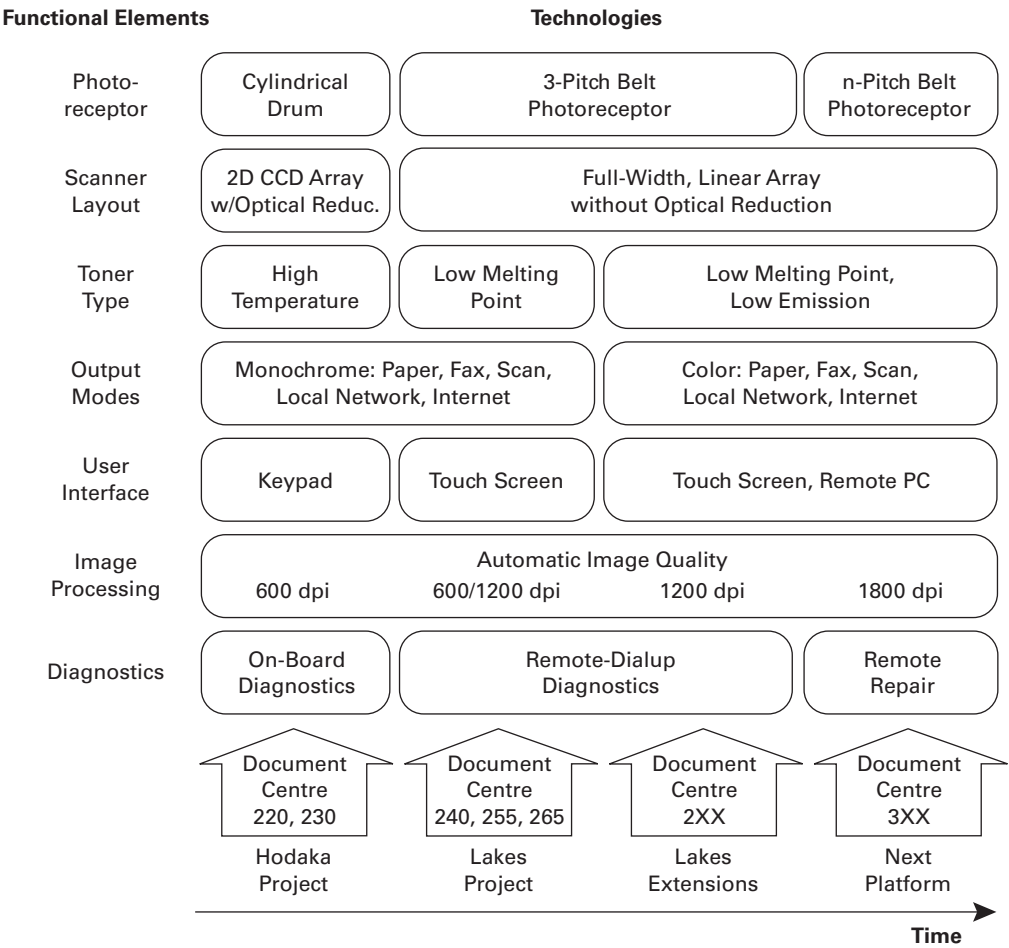 Functional Elements
Technologies
Photo-
receptor
Cylindrical
Drum
3-Pitch Belt
Photoreceptor
n-Pitch Belt
Photoreceptor
Scanner
Layout
2D CCD Array
w/Optical Reduc.
Full-Width, Linear Array
without Optical Reduction
Toner
Type
High
Temperature
Low Melting
Point
Low Melting Point,
Low Emission
Output
Modes
Monochrome: Paper, Fax, Scan,
Local Network, Internet
Color: Paper, Fax, Scan,
Local Network, Internet
User
Interface
Keypad
Touch Screen
Touch Screen, Remote PC
Image
Processing
Automatic Image Quality
600 dpi
600/1200 dpi
1200 dpi
1800 dpi
Diagnostics
On-Board
Diagnostics
Remote-Dialup
Diagnostics
Remote
Repair
Document
Centre
220, 230
Document
Centre
240, 255, 265
Document
Centre
2XX
Document
Centre
3XX
Hodaka
Project
Lakes
Project
Lakes
Extensions
Next
Platform
Time